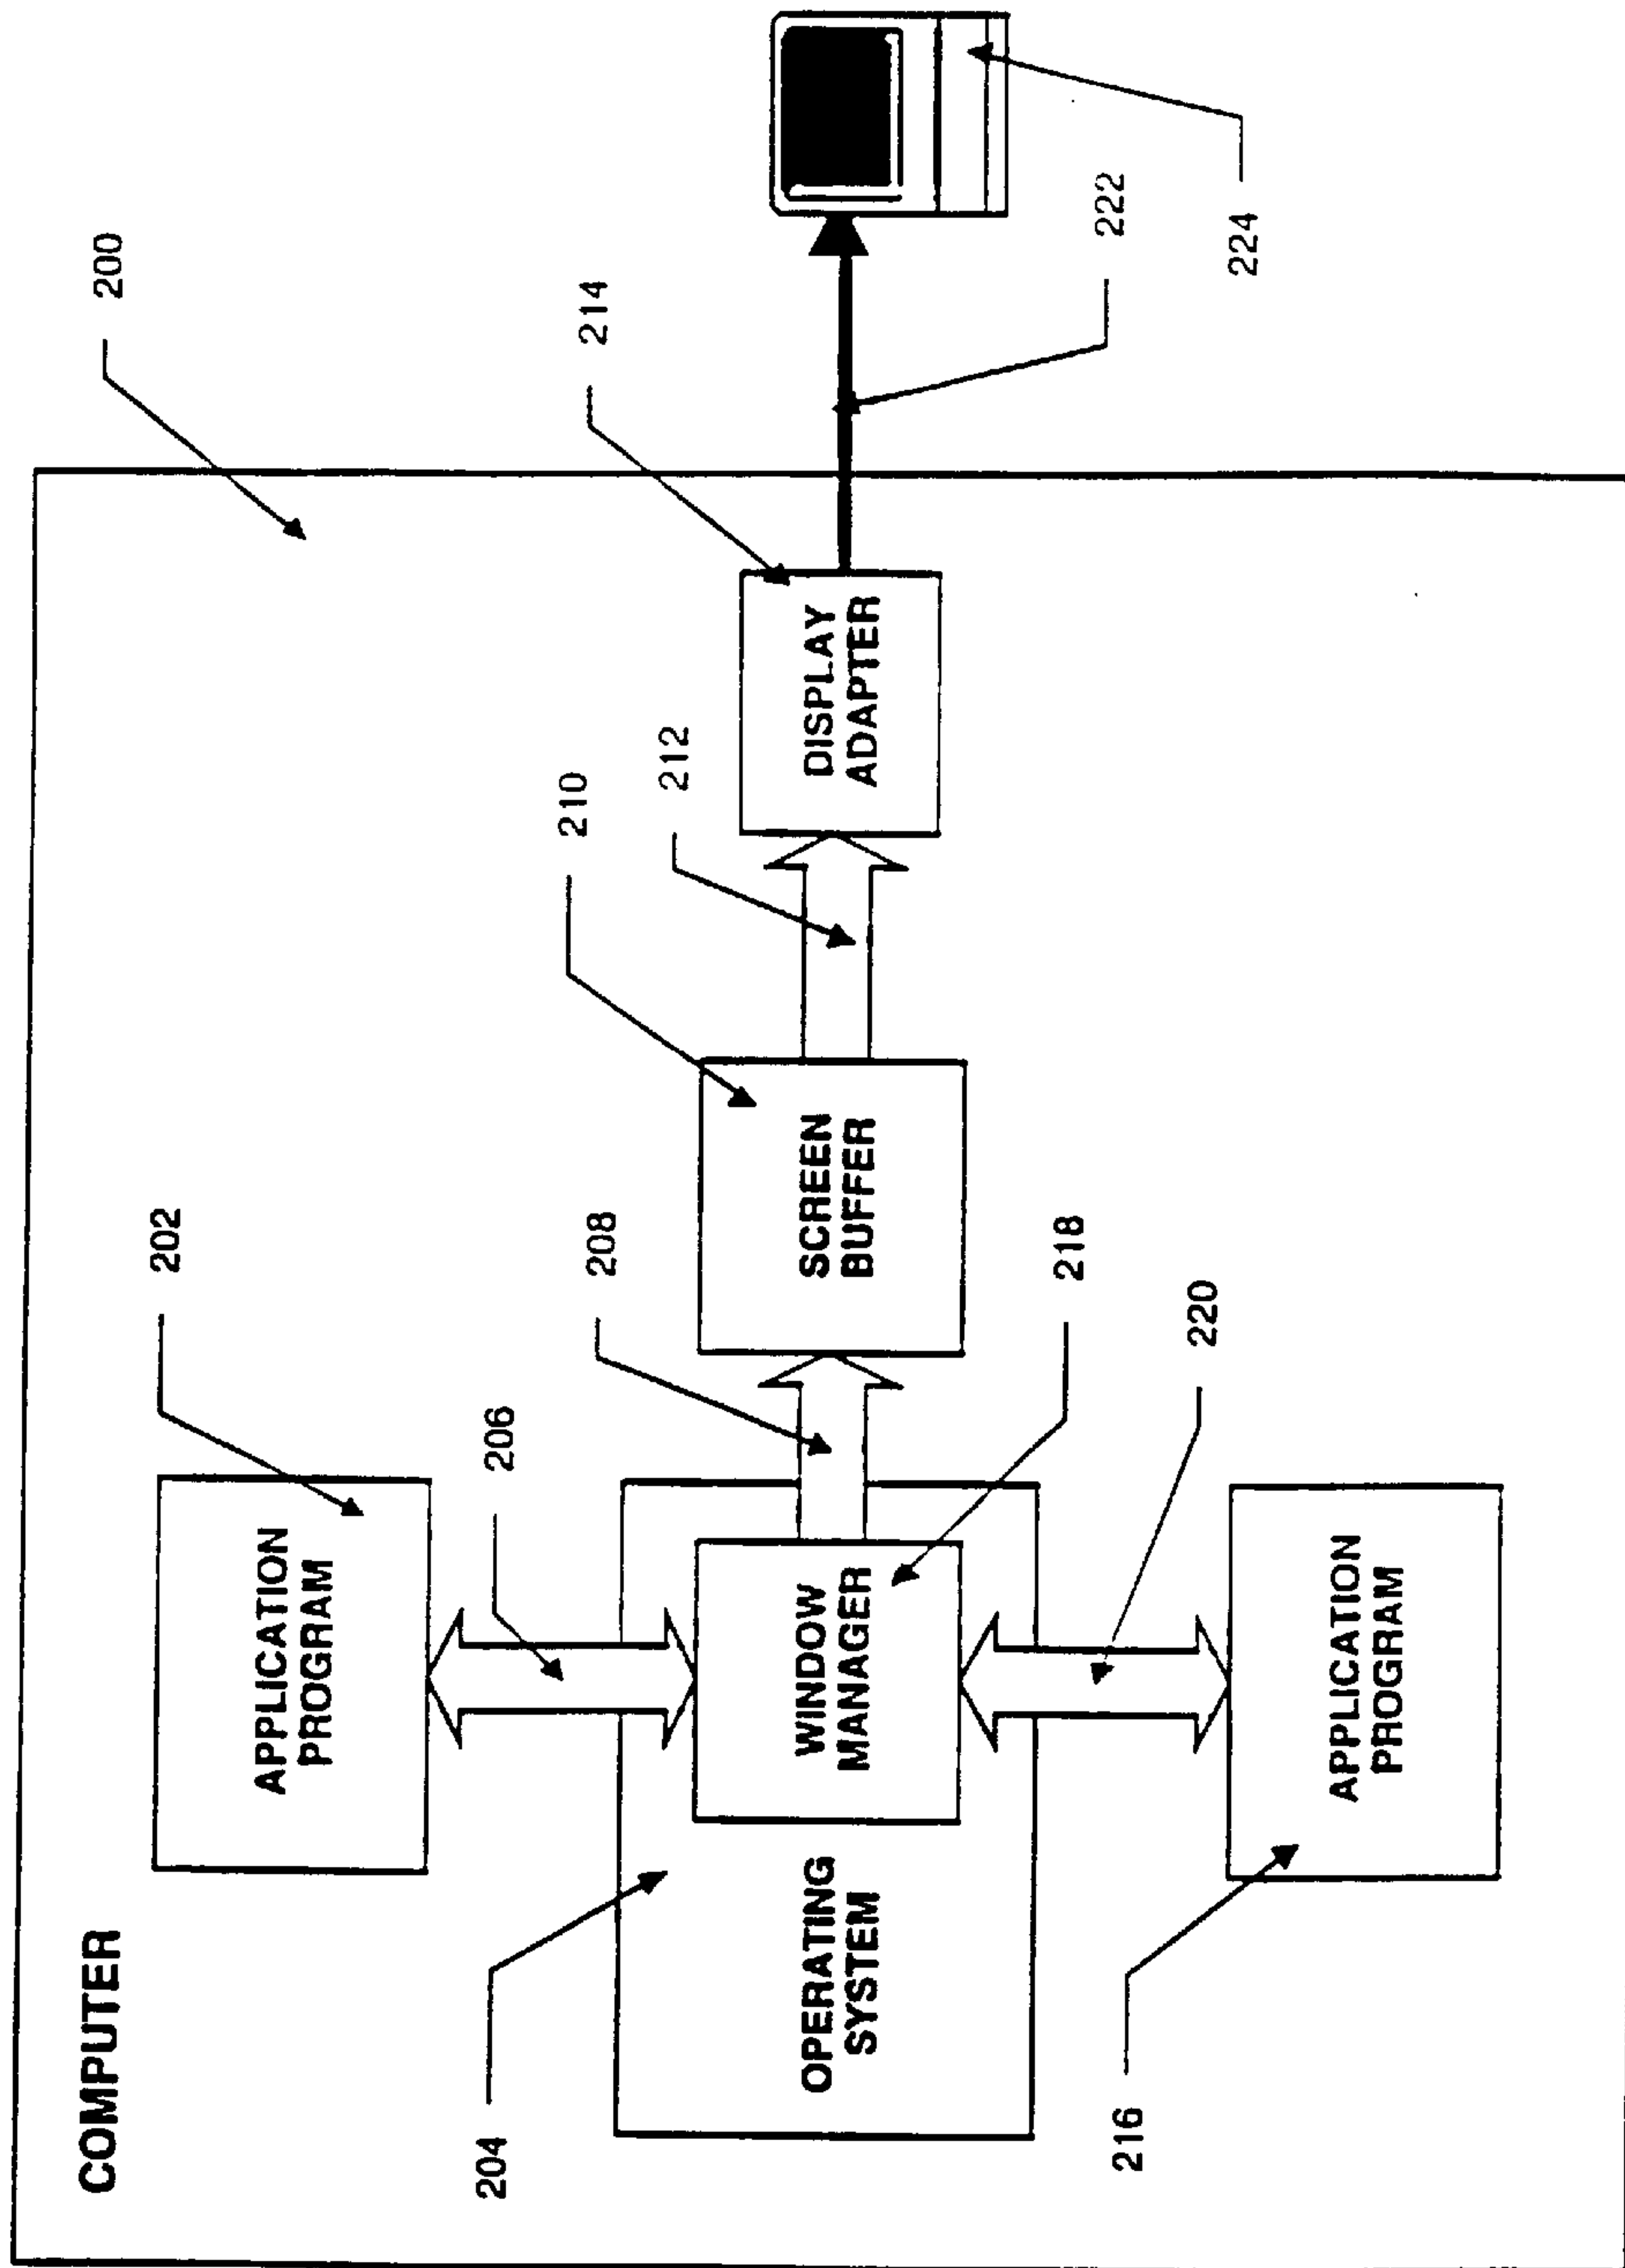 COMPUTER
200
202
APPLICATION
PROGRAM
206
204
OPERATING
SYSTEM
WINDOW
MANAGER
208
218
210
SCREEN
BUFFER
212
214
DISPLAY
ADAPTER
222
224
220
216
APPLICATION
PROGRAM